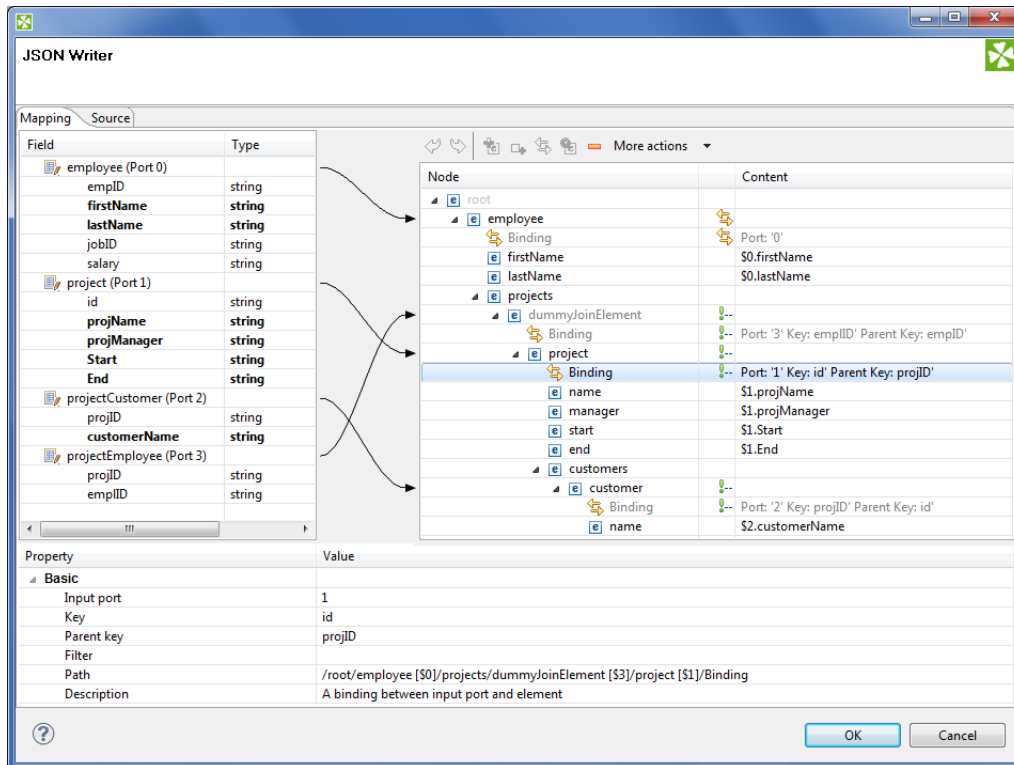 JSON Writer
Mapping Source
Field Type
employee (Port 0)
empID string
firstName string
lastName string
jobID string
salary string
project (Port 1)
id string
projName string
projManager string
Start string
End string
projectCustomer (Port 2)
projID string
customerName string
projectEmployee (Port 3)
projID string
emplID string
More actions
Node Content
root
employee
Binding Port: '0'
firstName $0.firstName
lastName $0.lastName
projects
dummyJoinElement
Binding Port: '3' Key: emplID' Parent Key: empID'
project
Binding Port: '1' Key: id' Parent Key: projID'
name $1.projName
manager $1.projManager
start $1.Start
end $1.End
customers
customer
Binding Port: '2' Key: projID' Parent Key: id'
name $2.customerName
Property Value
Basic
Input port 1
Key id
Parent key projID
Filter
Path /root/employee [$0]/projects/dummyJoinElement [$3]/project [$1]/Binding
Description A binding between input port and element
OK Cancel